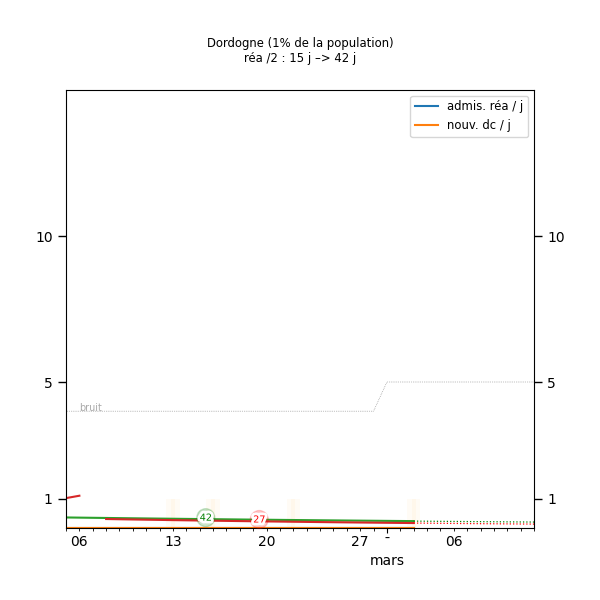 Dordogne (1% de la population)
réa /2 : 15 j –> 42 j
admis. réa / j
nouv. dc / j
10 10
5 5
bruit
1 1
42 27
06 13 20 27 - 06
mars